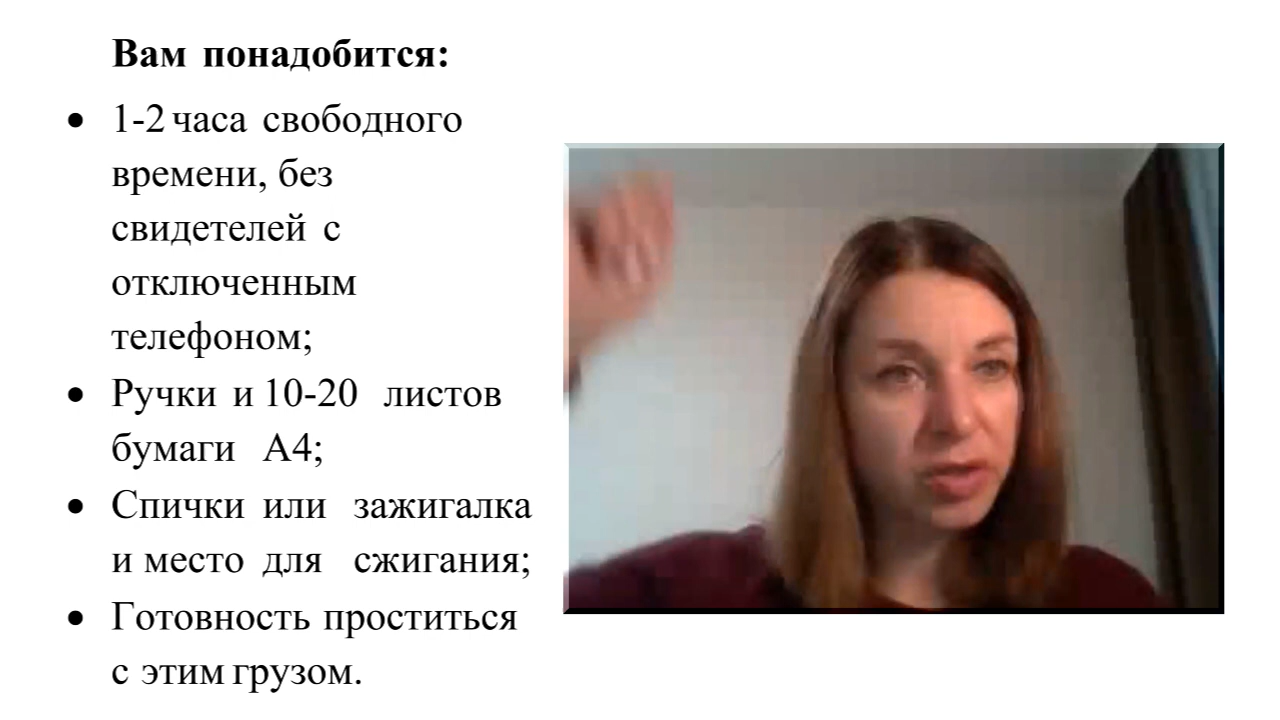 Вам понадобится:
• 1-2 часа свободного
времени, без
свидетелей с
отключенным
телефоном;
• Ручки и 10-20 листов
бумаги А4;
• Спички или зажигалка
и место для сжигания;
• Готовность проститься
с этим грузом.